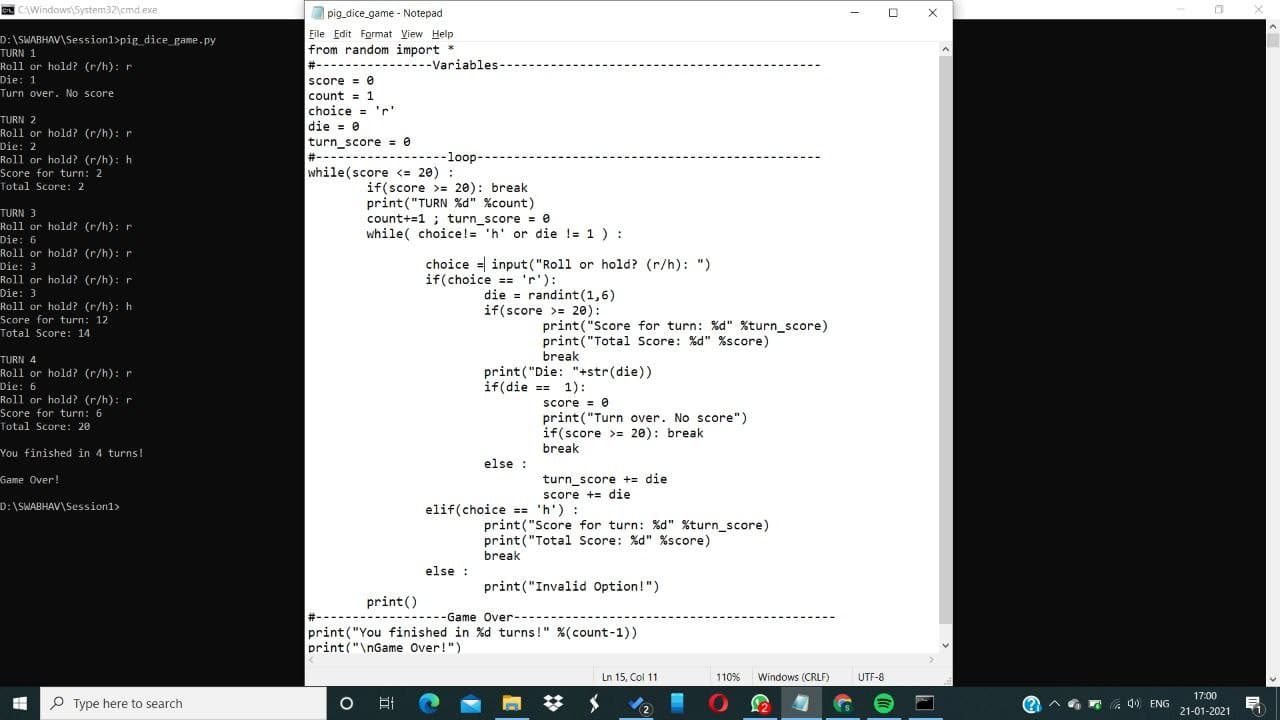 C:\Windows\System32\cmd.exe
D:\SWABHAV\Session1>pig_dice_game.py
TURN 1
Roll or hold? (r/h): r
Die: 1
Turn over. No score
TURN 2
Roll or hold? (r/h): r
Die: 2
Roll or hold? (r/h): h
Score for turn: 2
Total Score: 2
TURN 3
Roll or hold? (r/h): r
Die: 6
Roll or hold? (r/h): r
Die: 3
Roll or hold? (r/h): r
Die: 3
Roll or hold? (r/h): h
Score for turn: 12
Total Score: 14
TURN 4
Roll or hold? (r/h): r
Die: 6
Roll or hold? (r/h): r
Score for turn: 6
Total Score: 20
You finished in 4 turns!
Game Over!
D:\SWABHAV\Session1>
pig_dice_game - Notepad
File Edit Format View Help
from random import *
#----------------Variables--------------------------------------------
score = 0
count = 1
choice = 'r'
die = 0
turn_score = 0
#------------------loop-----------------------------------------------
while(score <= 20) :
        if(score >= 20): break
        print("TURN %d" %count)
        count+=1 ; turn_score = 0
        while( choice!= 'h' or die != 1 ) :
                choice = input("Roll or hold? (r/h): ")
                if(choice == 'r'):
                        die = randint(1,6)
                        if(score >= 20):
                                print("Score for turn: %d" %turn_score)
                                print("Total Score: %d" %score)
                                break
                        print("Die: "+str(die))
                        if(die ==  1):
                                score = 0
                                print("Turn over. No score")
                                if(score >= 20): break
                                break
                        else :
                                turn_score += die
                                score += die
                elif(choice == 'h') :
                        print("Score for turn: %d" %turn_score)
                        print("Total Score: %d" %score)
                        break
                else :
                        print("Invalid Option!")
        print()
#------------------Game Over--------------------------------------------
print("You finished in %d turns!" %(count-1))
print("\nGame Over!")
Ln 15, Col 11 110% Windows (CRLF) UTF-8
Type here to search
2
2
ENG
17:00
21-01-2021
1